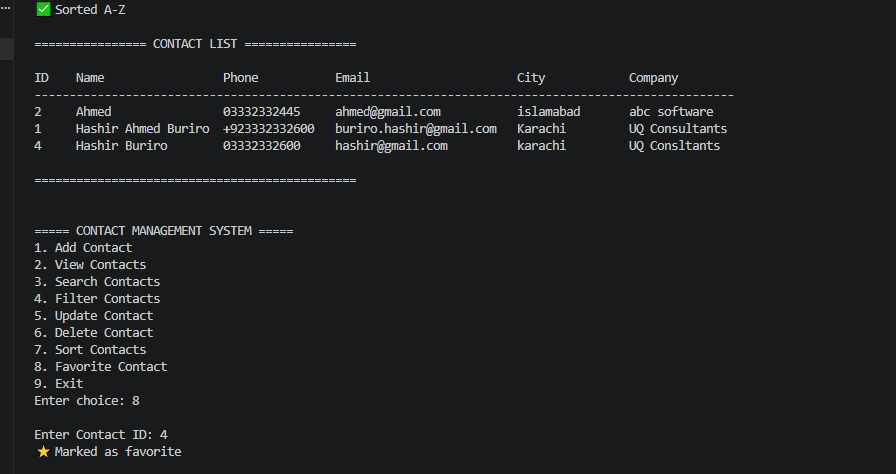 ✅ Sorted A-Z
================ CONTACT LIST ================
ID    Name                 Phone           Email                     City            Company
----------------------------------------------------------------------------------------------------
2     Ahmed                03332332445     ahmed@gmail.com           islamabad       abc software
1     Hashir Ahmed Buriro  +923332332600   buriro.hashir@gmail.com   Karachi         UQ Consultants
4     Hashir Buriro        03332332600     hashir@gmail.com          karachi         UQ Consltants
==============================================
===== CONTACT MANAGEMENT SYSTEM =====
1. Add Contact
2. View Contacts
3. Search Contacts
4. Filter Contacts
5. Update Contact
6. Delete Contact
7. Sort Contacts
8. Favorite Contact
9. Exit
Enter choice: 8
Enter Contact ID: 4
⭐ Marked as favorite